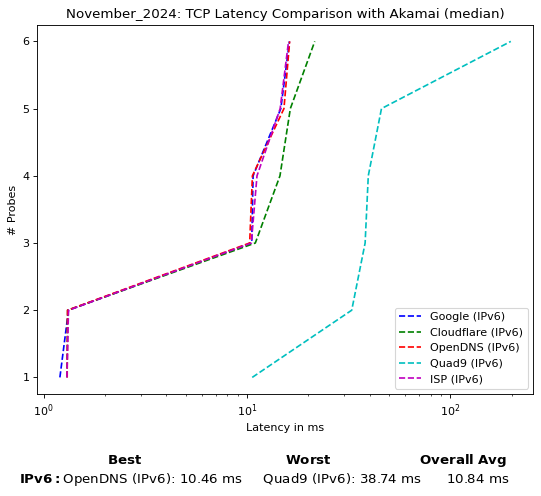 November_2024: TCP Latency Comparison with Akamai (median)
6
5
4
3
2
1
# Probes
10⁰
10¹
10²
Latency in ms
Google (IPv6)
Cloudflare (IPv6)
OpenDNS (IPv6)
Quad9 (IPv6)
ISP (IPv6)
Best Worst Overall Avg
IPv6: OpenDNS (IPv6): 10.46 ms Quad9 (IPv6): 38.74 ms 10.84 ms